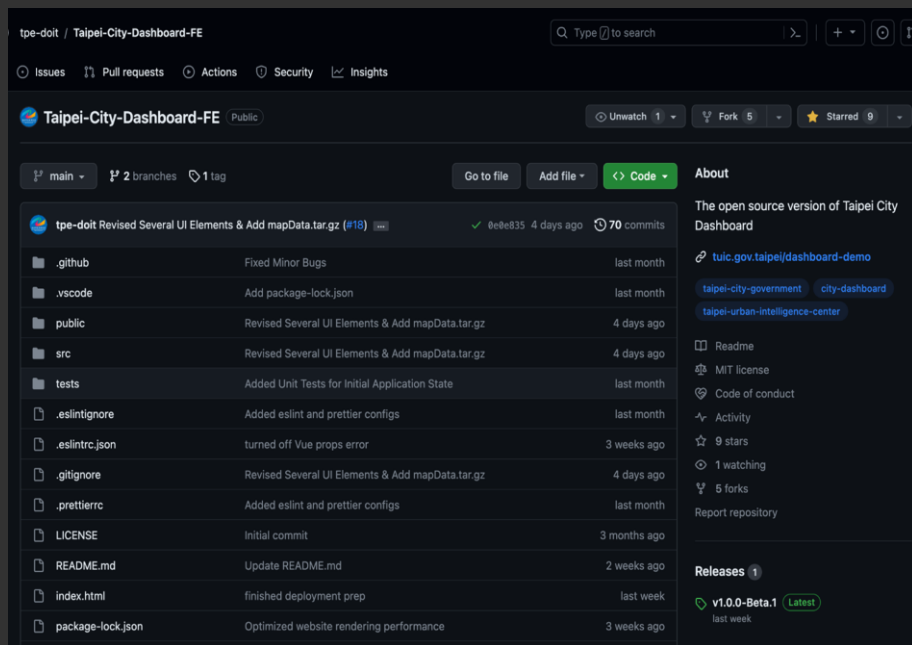 tpe-doit / Taipei-City-Dashboard-FE
Type / to search
Issues Pull requests Actions Security Insights
Taipei-City-Dashboard-FE Public
Unwatch 1 Fork 5 Starred 9
main 2 branches 1 tag
Go to file Add file Code
tpe-doit Revised Several UI Elements & Add mapData.tar.gz (#18) ...
0e0e835 4 days ago 70 commits
.github Fixed Minor Bugs last month
.vscode Add package-lock.json last month
public Revised Several UI Elements & Add mapData.tar.gz 4 days ago
src Revised Several UI Elements & Add mapData.tar.gz 4 days ago
tests Added Unit Tests for Initial Application State last month
.eslintignore Added eslint and prettier configs last month
.eslintrc.json turned off Vue props error 3 weeks ago
.gitignore Revised Several UI Elements & Add mapData.tar.gz 4 days ago
.prettierrc Added eslint and prettier configs last month
LICENSE Initial commit 3 months ago
README.md Update README.md 2 weeks ago
index.html finished deployment prep last week
package-lock.json Optimized website rendering performance 3 weeks ago
About
The open source version of Taipei City
Dashboard
tuic.gov.taipei/dashboard-demo
taipei-city-government city-dashboard
taipei-urban-intelligence-center
Readme
MIT license
Code of conduct
Activity
9 stars
1 watching
5 forks
Report repository
Releases 1
v1.0.0-Beta.1 Latest
last week